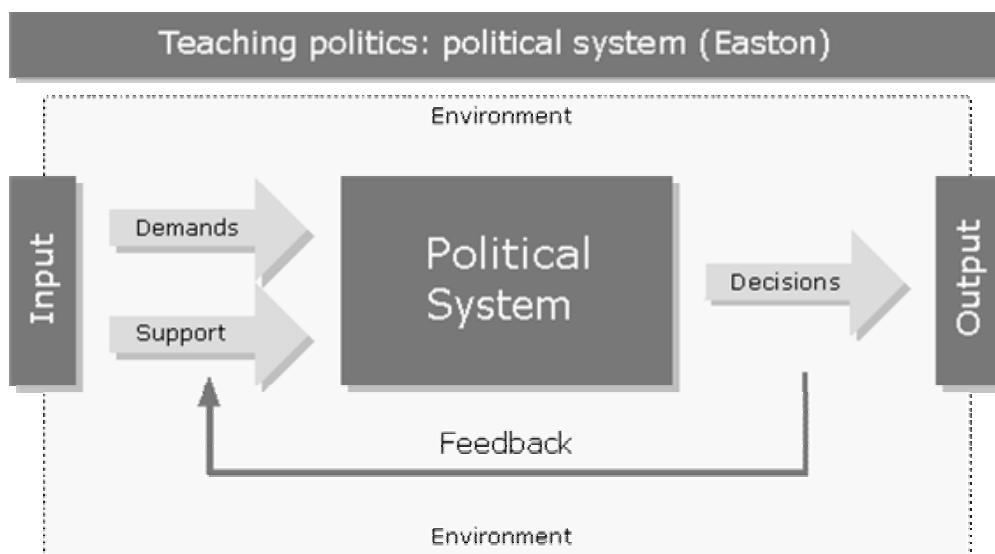 Teaching politics: political system (Easton)
Environment
Input
Demands
Support
Political
System
Decisions
Output
Feedback
Environment